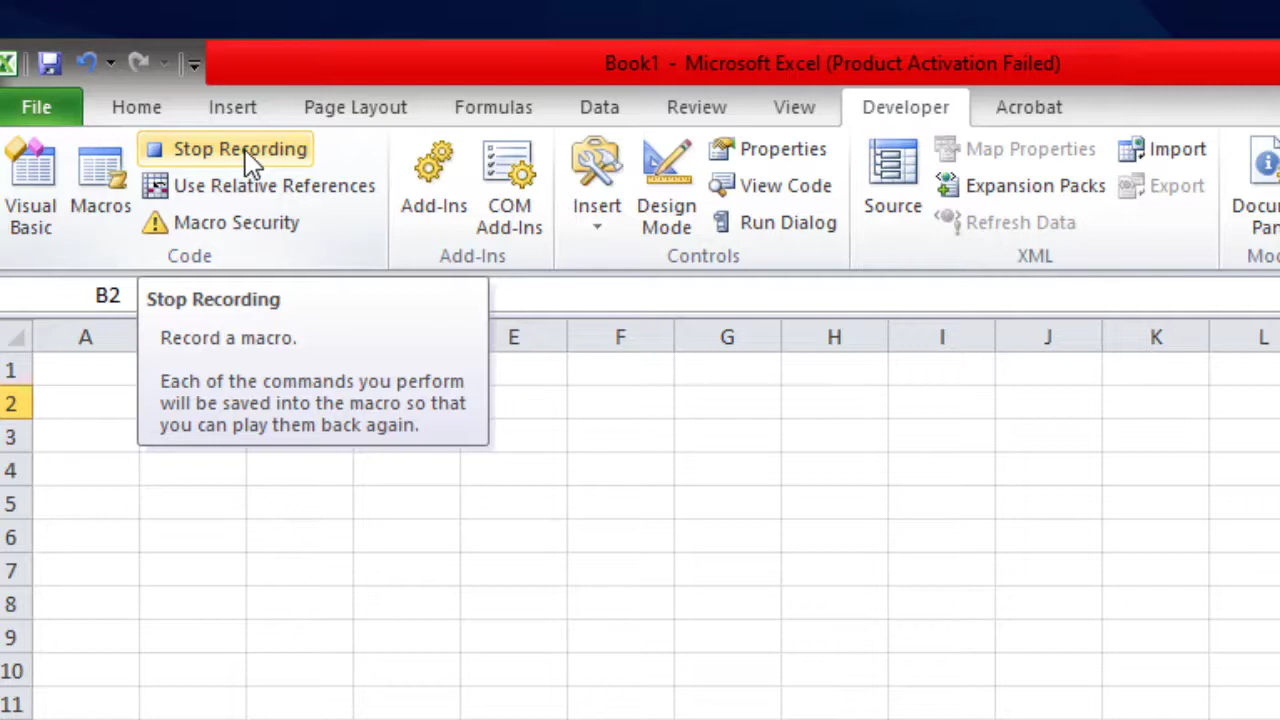 Book1 - Microsoft Excel (Product Activation Failed)
File Home Insert Page Layout Formulas Data Review View Developer Acrobat
Visual Basic
Macros
Stop Recording
Use Relative References
Macro Security
Code
Add-Ins
COM Add-Ins
Add-Ins
Insert
Design Mode
Properties
View Code
Run Dialog
Controls
Source
Map Properties
Expansion Packs
Refresh Data
Import
Export
XML
B2
Stop Recording
Record a macro.
Each of the commands you perform
will be saved into the macro so that
you can play them back again.
A E F G H I J K L
1
2
3
4
5
6
7
8
9
10
11